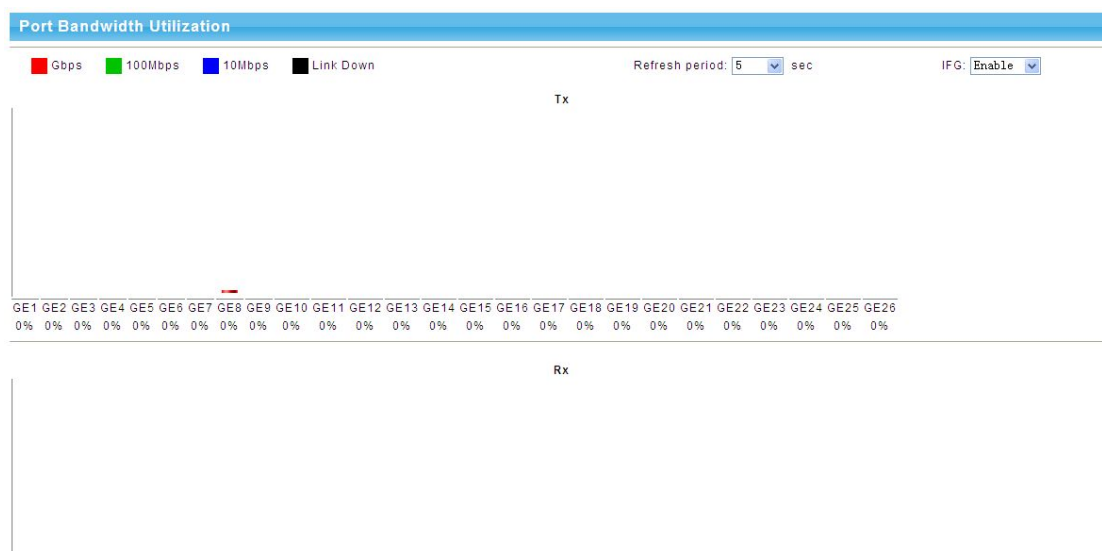 Port Bandwidth Utilization
Gbps 100Mbps 10Mbps Link Down Refresh period: 5 sec IFG: Enable
Tx
GE1 GE2 GE3 GE4 GE5 GE6 GE7 GE8 GE9 GE10 GE11 GE12 GE13 GE14 GE15 GE16 GE17 GE18 GE19 GE20 GE21 GE22 GE23 GE24 GE25 GE26
0% 0% 0% 0% 0% 0% 0% 0% 0% 0% 0% 0% 0% 0% 0% 0% 0% 0% 0% 0% 0% 0% 0% 0% 0% 0%
Rx